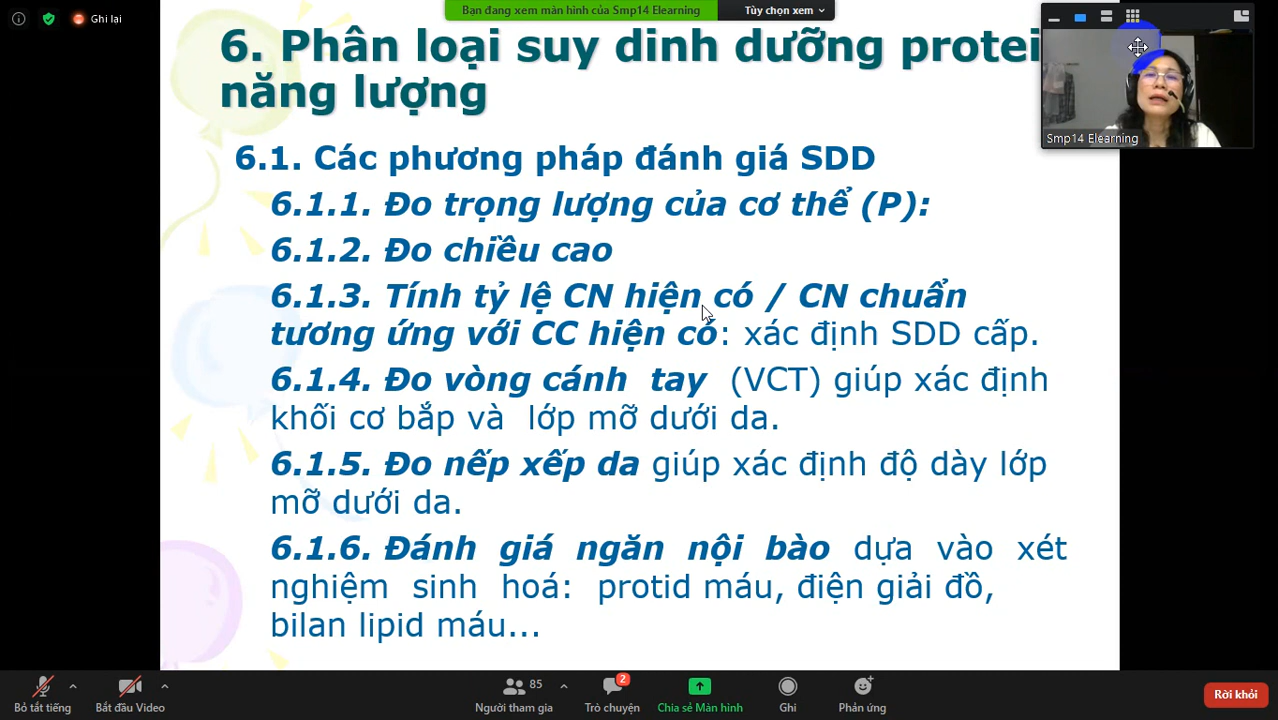 Ghi lại
Bạn đang xem màn hình của Smp14 Elearning
Tùy chọn xem
6. Phân loại suy dinh dưỡng protei
năng lượng
Smp14 Elearning
6.1. Các phương pháp đánh giá SDD
6.1.1. Đo trọng lượng của cơ thể (P):
6.1.2. Đo chiều cao
6.1.3. Tính tỷ lệ CN hiện có / CN chuẩn
tương ứng với CC hiện có: xác định SDD cấp.
6.1.4. Đo vòng cánh tay (VCT) giúp xác định
khối cơ bắp và lớp mỡ dưới da.
6.1.5. Đo nếp xếp da giúp xác định độ dày lớp
mỡ dưới da.
6.1.6. Đánh giá ngăn nội bào dựa vào xét
nghiệm sinh hoá: protid máu, điện giải đồ,
bilan lipid máu...
85
2
Bỏ tắt tiếng
Bắt đầu Video
Người tham gia
Trò chuyện
Chia sẻ Màn hình
Ghi
Phản ứng
Rời khỏi